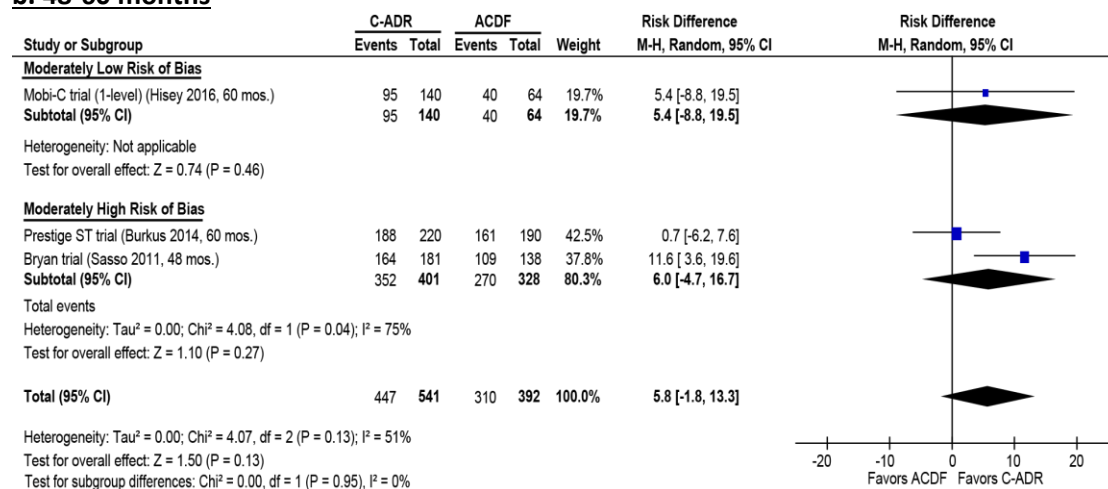 b. 48-60 months
C-ADR ACDF Risk Difference Risk Difference
Study or Subgroup Events Total Events Total Weight M-H, Random, 95% CI M-H, Random, 95% CI
Moderately Low Risk of Bias
Mobi-C trial (1-level) (Hisey 2016, 60 mos.) 95 140 40 64 19.7% 5.4 [-8.8, 19.5]
Subtotal (95% CI) 95 140 40 64 19.7% 5.4 [-8.8, 19.5]
Heterogeneity: Not applicable
Test for overall effect: Z = 0.74 (P = 0.46)
Moderately High Risk of Bias
Prestige ST trial (Burkus 2014, 60 mos.) 188 220 161 190 42.5% 0.7 [-6.2, 7.6]
Bryan trial (Sasso 2011, 48 mos.) 164 181 109 138 37.8% 11.6 [ 3.6, 19.6]
Subtotal (95% CI) 352 401 270 328 80.3% 6.0 [-4.7, 16.7]
Total events
Heterogeneity: Tau² = 0.00; Chi² = 4.08, df = 1 (P = 0.04); I² = 75%
Test for overall effect: Z = 1.10 (P = 0.27)
Total (95% CI) 447 541 310 392 100.0% 5.8 [-1.8, 13.3]
Heterogeneity: Tau² = 0.00; Chi² = 4.07, df = 2 (P = 0.13); I² = 51%
Test for overall effect: Z = 1.50 (P = 0.13)
Test for subgroup differences: Chi² = 0.00, df = 1 (P = 0.95), I² = 0%
-20 -10 0 10 20
Favors ACDF Favors C-ADR